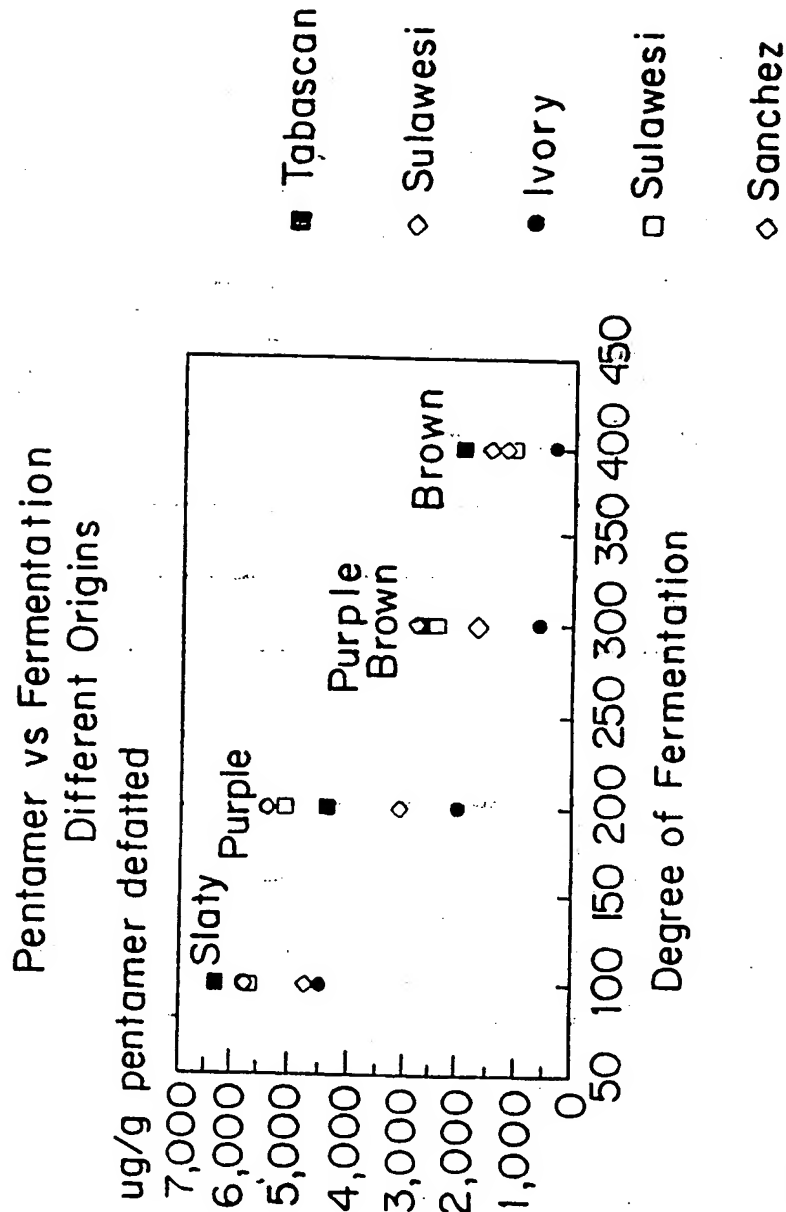 Pentamer vs Fermentation
Different Origins
ug/g pentamer defatted
7,000
6,000
5,000
4,000
3,000
2,000
1,000
0
Slaty
Purple
Purple
Brown
Brown
50 100 150 200 250 300 350 400 450
Degree of Fermentation
■ Tabascan
◇ Sulawesi
● Ivory
□ Sulawesi
◇ Sanchez